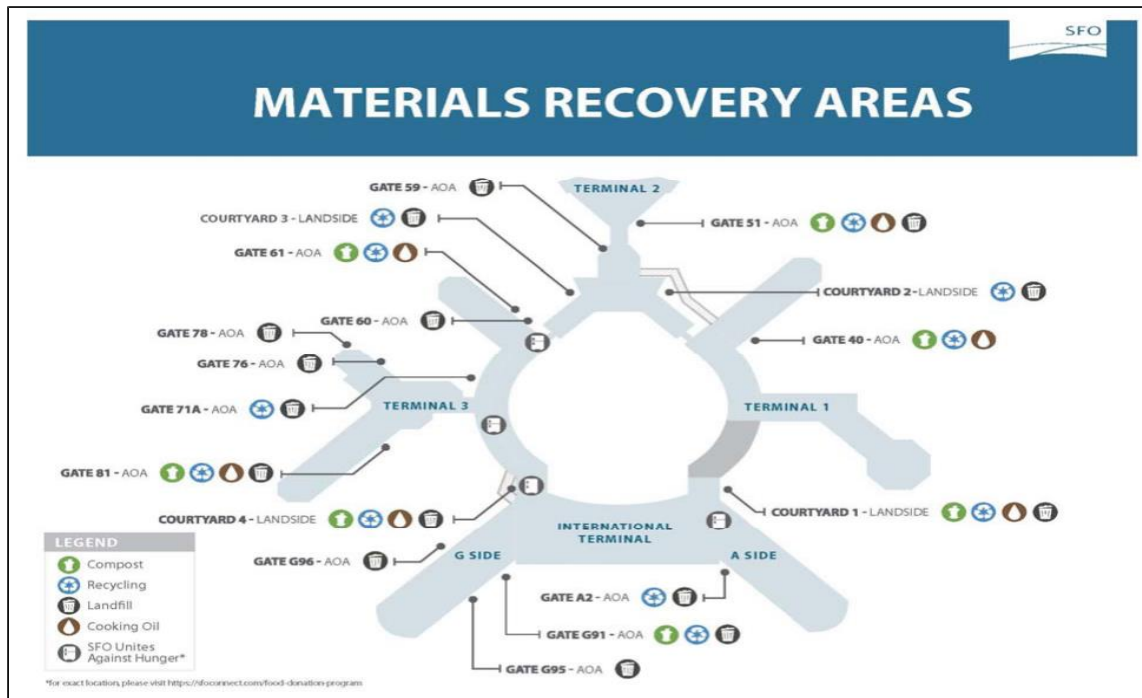 SFO
MATERIALS RECOVERY AREAS
GATE 59 - AOA
TERMINAL 2
COURTYARD 3 - LANDSIDE
GATE 51 - AOA
GATE 61 - AOA
COURTYARD 2 - LANDSIDE
GATE 60 - AOA
GATE 78 - AOA
GATE 40 - AOA
GATE 76 - AOA
GATE 71A - AOA
TERMINAL 3
TERMINAL 1
GATE 81 - AOA
COURTYARD 4 - LANDSIDE
COURTYARD 1 - LANDSIDE
INTERNATIONAL
TERMINAL
G SIDE
A SIDE
GATE G96 - AOA
GATE A2 - AOA
GATE G91 - AOA
GATE G95 - AOA
LEGEND
Compost
Recycling
Landfill
Cooking Oil
SFO Unites
Against Hunger*
*for exact location, please visit https://sfoconnect.com/food-donation-program